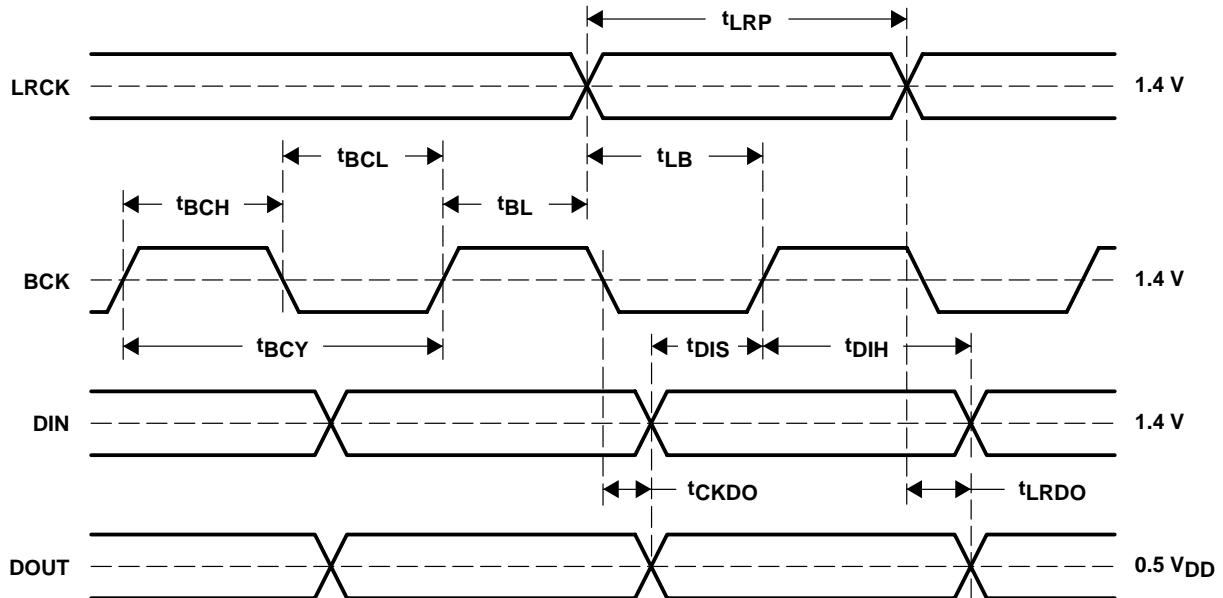 tLRP
LRCK
1.4 V
tBCL
tLB
tBCH
tBL
BCK
1.4 V
tBCY
tDIS
tDIH
DIN
1.4 V
tCKDO
tLRDO
DOUT
0.5 VDD